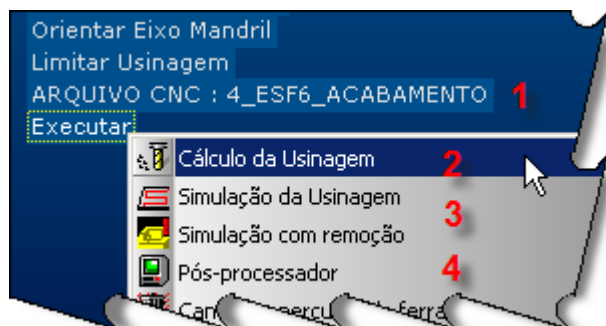 Orientar Eixo Mandril
Limitar Usinagem
ARQUIVO CNC : 4_ESF6_ACABAMENTO 1
Executar
Cálculo da Usinagem 2
Simulação da Usinagem
3
Simulação com remoção
Pós-processador 4